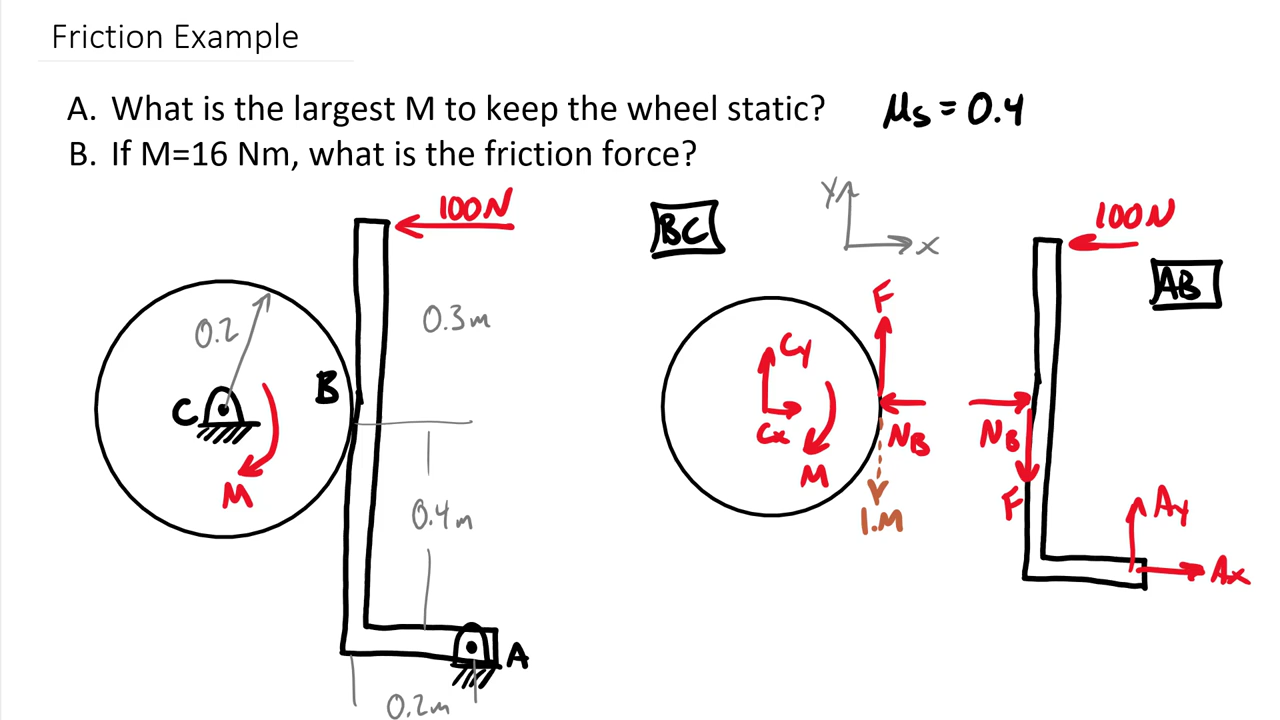 Friction Example
A. What is the largest M to keep the wheel static? μs = 0.4
B. If M=16 Nm, what is the friction force?
100N
0.2
C
B
M
0.3m
0.4m
0.2m
A
BC
Y
x
F
Cy
Cx
M
NB
I.M
100N
AB
NB
F
Ay
Ax